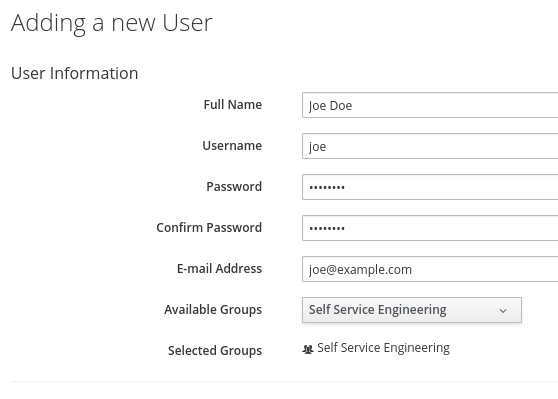 Adding a new User
User Information
Full Name Joe Doe
Username joe
Password ••••••••
Confirm Password ••••••••
E-mail Address joe@example.com
Available Groups Self Service Engineering
Selected Groups Self Service Engineering